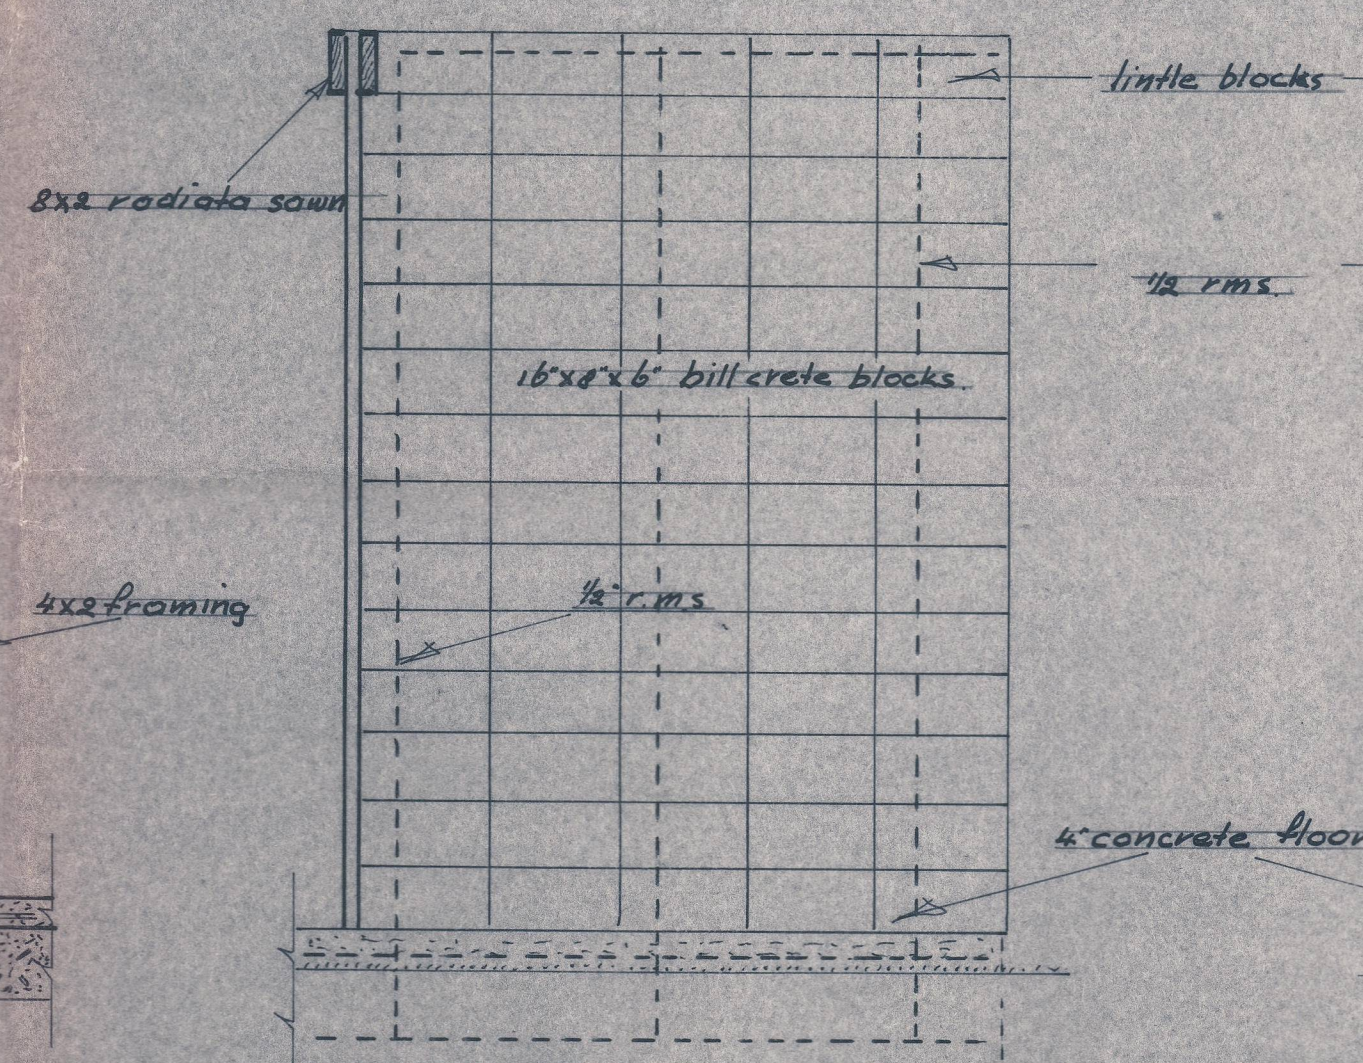 lintle blocks
8x2 radiata sawn
1/2 rms.
16"x8"x6" billcrete blocks.
4x2 framing
1/2" r.m.s
4" concrete floor